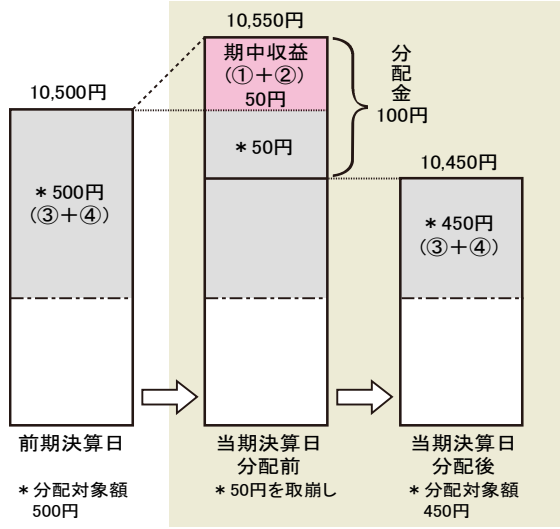 10,550円
期中収益
(①＋②)
50円
分配金
100円
10,500円
＊50円
10,450円
＊500円
(③＋④)
＊450円
(③＋④)
前期決算日
当期決算日
分配前
当期決算日
分配後
＊分配対象額
500円
＊50円を取崩し
＊分配対象額
450円